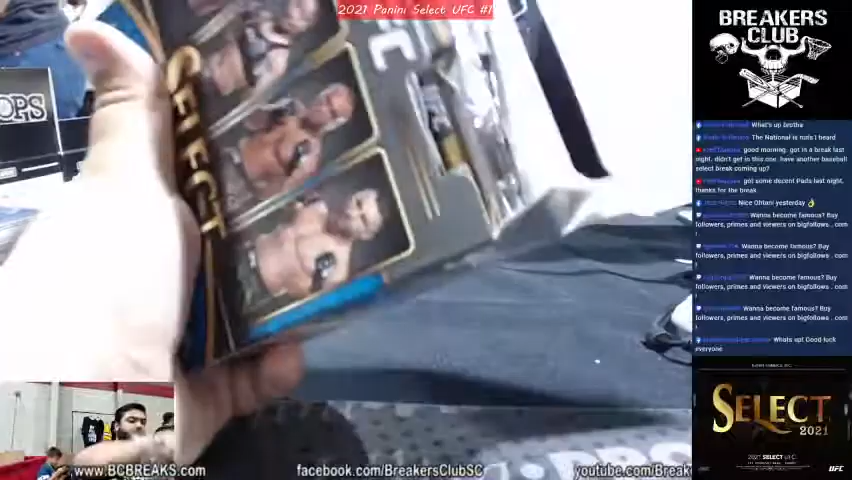 2021 Panini Select UFC #1
BREAKERS
CLUB
OPS
SELECT
What's up brotha
The National is nuts I heard
good morning. got in a break last
night. didn't get in this one. have another baseball
select break coming up?
got some decent Pads last night,
thanks for the break
Nice Ohtani yesterday 👌
Wanna become famous? Buy
followers, primes and viewers on bigfollows . com
!
Wanna become famous? Buy
followers, primes and viewers on bigfollows . com
!
Wanna become famous? Buy
followers, primes and viewers on bigfollows . com
!
Wanna become famous? Buy
followers, primes and viewers on bigfollows . com
!
Whats up! Good luck
everyone
SELECT
2021
2021 SELECT UFC
UFC
www.BCBREAKS.com
facebook.com/BreakersClubSC
youtube.com/Break